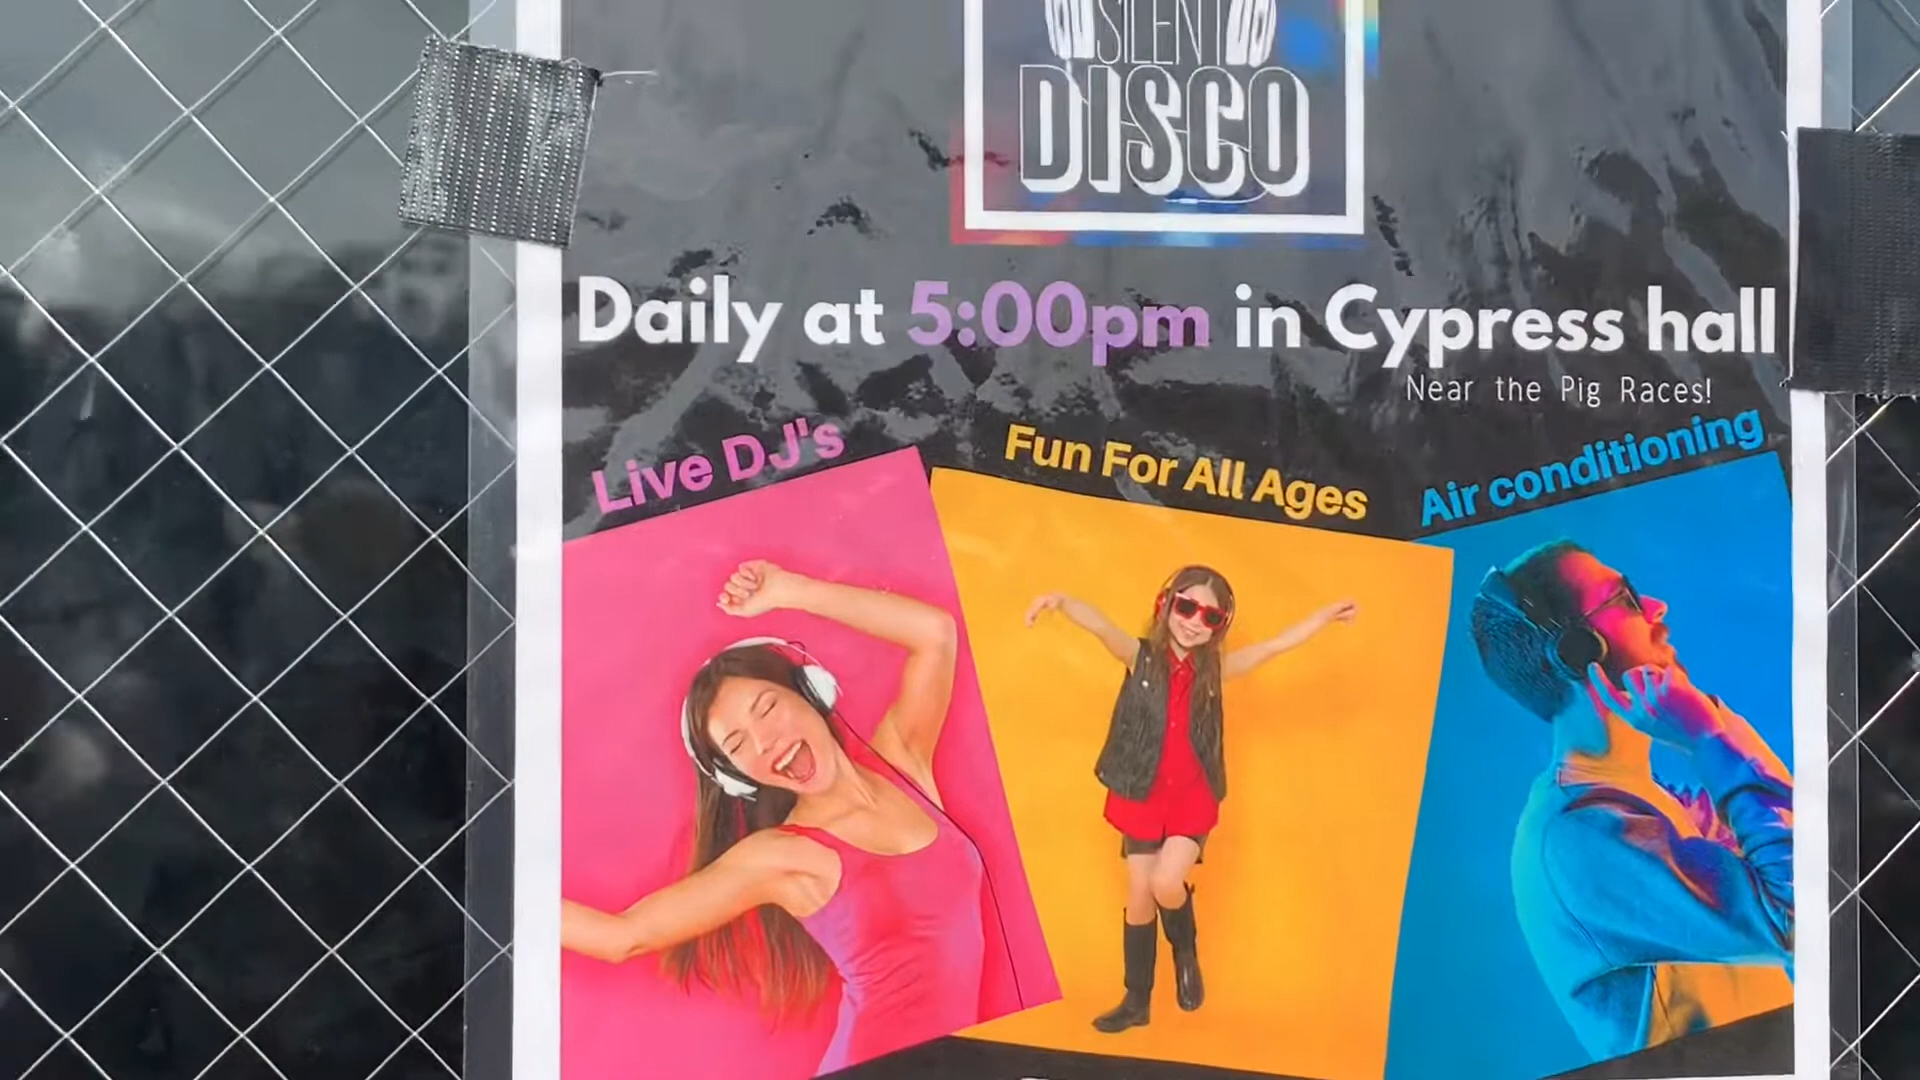 SILENT
DISCO
Daily at 5:00pm in Cypress hall
Near the Pig Races!
Live DJ's
Fun For All Ages
Air conditioning